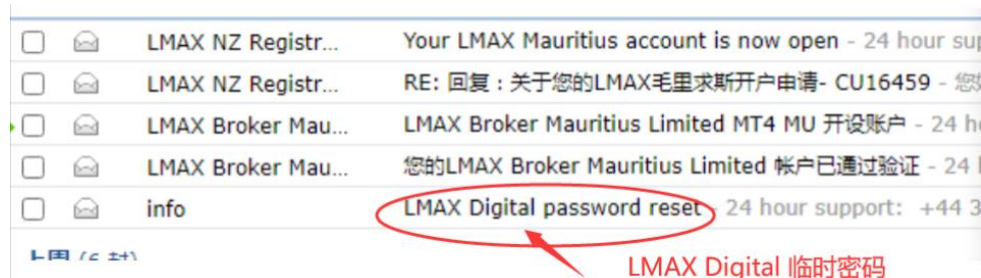 LMAX NZ Registr... Your LMAX Mauritius account is now open - 24 hour
LMAX NZ Registr... RE: 回复：关于您的LMAX毛里求斯开户申请- CU16459 -
LMAX Broker Mau... LMAX Broker Mauritius Limited MT4 MU 开设账户 - 24
LMAX Broker Mau... 您的LMAX Broker Mauritius Limited 帐户已通过验证 - 24
info LMAX Digital password reset - 24 hour support: +44 3
上周
LMAX Digital 临时密码